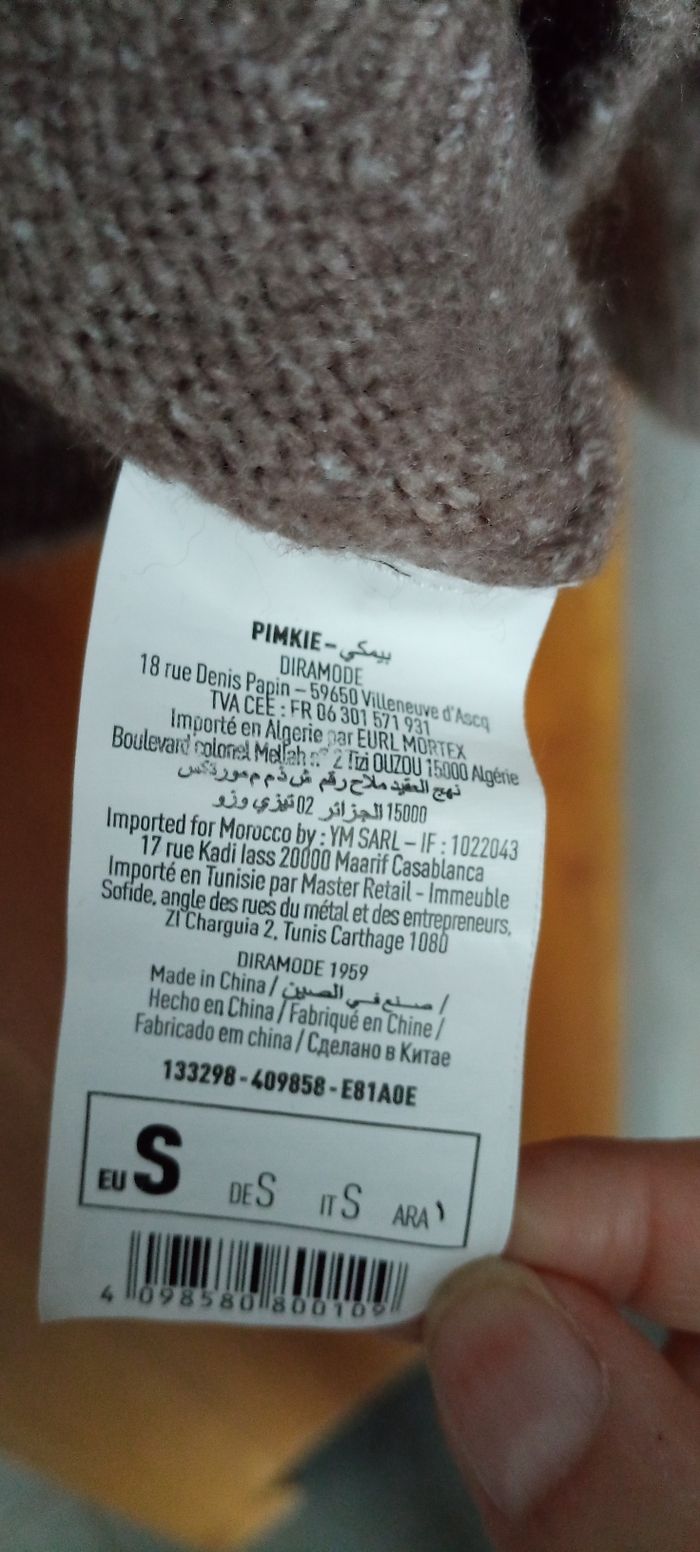 PIMKIE - بيمكي
DIRAMODE
18 rue Denis Papin – 59650 Villeneuve d'Ascq
TVA CEE : FR 06 301 571 931
Importé en Algerie par EURL MORTEX
Boulevard colonel Mellah n° 2 Tizi OUZOU 15000 Algérie
نهج العقيد ملاح رقم ش ذ م م مورتكس
15000 الجزائر 02 تيزي وزو
Imported for Morocco by : YM SARL – IF : 1022043
17 rue Kadi Iass 20000 Maarif Casablanca
Importé en Tunisie par Master Retail - Immeuble
Sofide, angle des rues du métal et des entrepreneurs,
ZI Charguia 2, Tunis Carthage 1080
DIRAMODE 1959
Made in China / صنع في الصين /
Hecho en China / Fabriqué en Chine /
Fabricado em china / Сделано в Китае
133298 - 409858 - E81A0E
EU S DE S IT S ARA ١
4 098580 800109